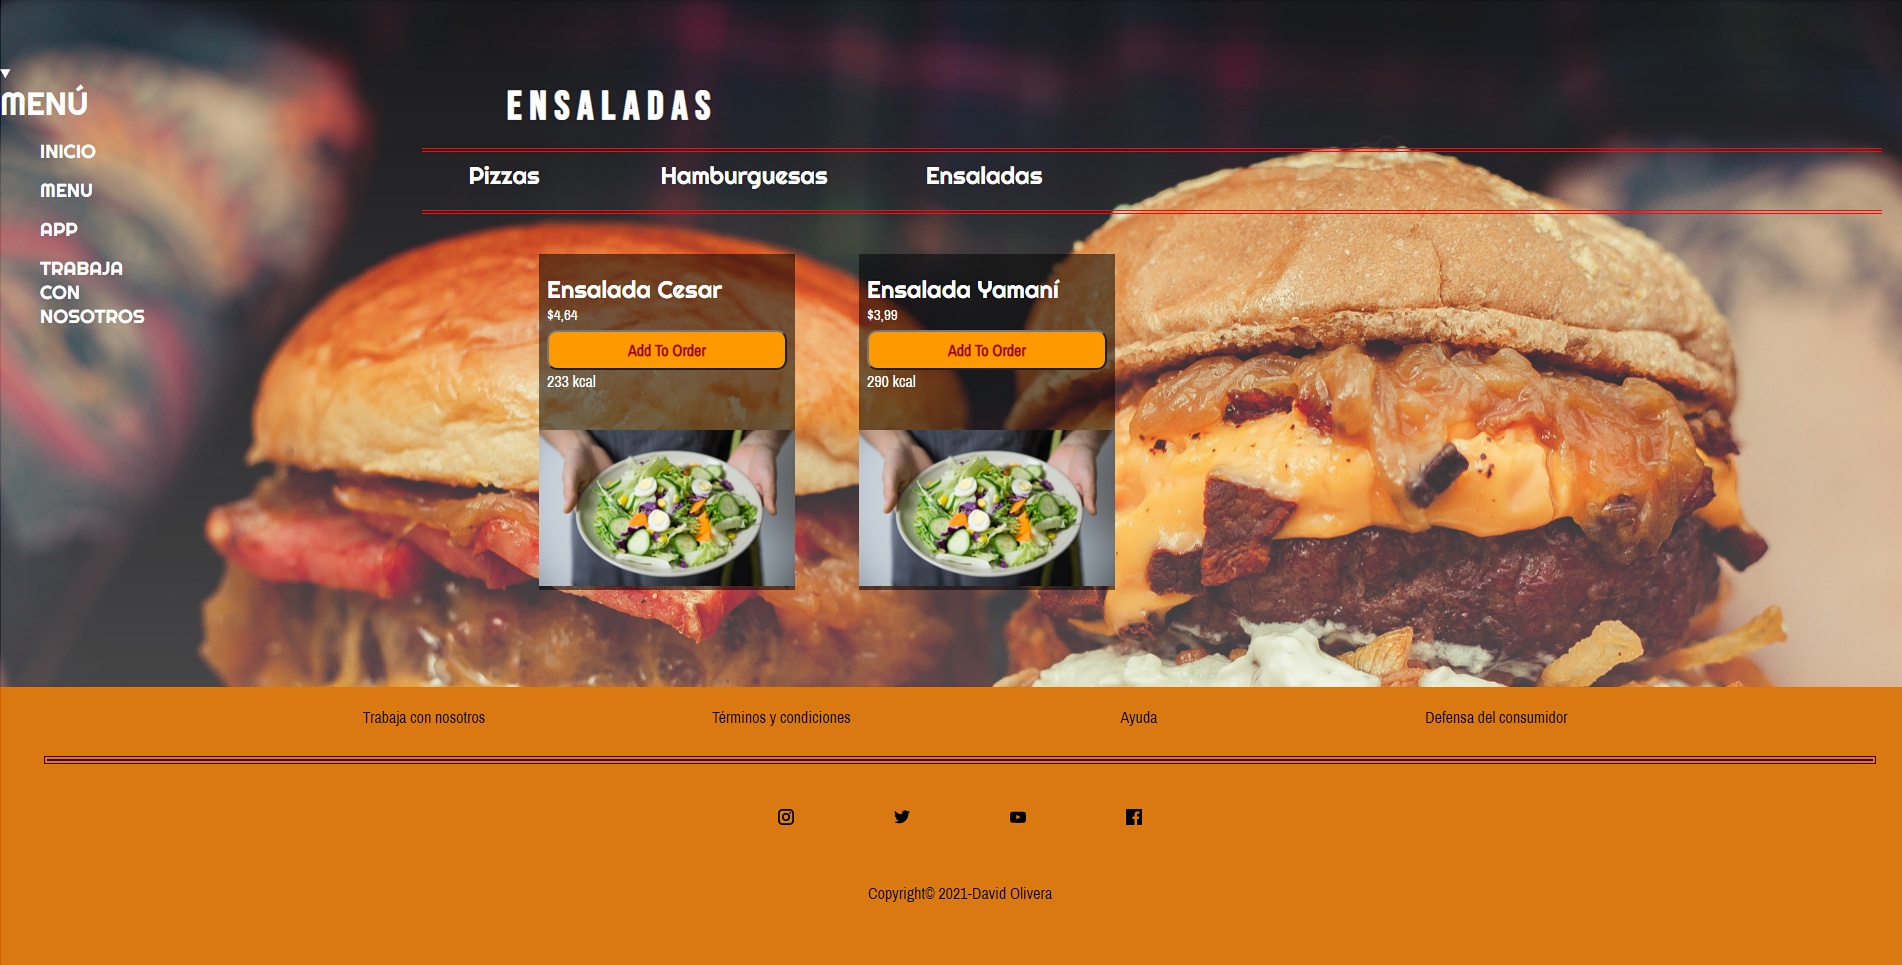 MENÚ
INICIO
MENU
APP
TRABAJA
CON
NOSOTROS
ENSALADAS
Pizzas Hamburguesas Ensaladas
Ensalada Cesar
$4,64
Add To Order
233 kcal
Ensalada Yamaní
$3,99
Add To Order
290 kcal
Trabaja con nosotros Términos y condiciones Ayuda Defensa del consumidor
Copyright© 2021-David Olivera